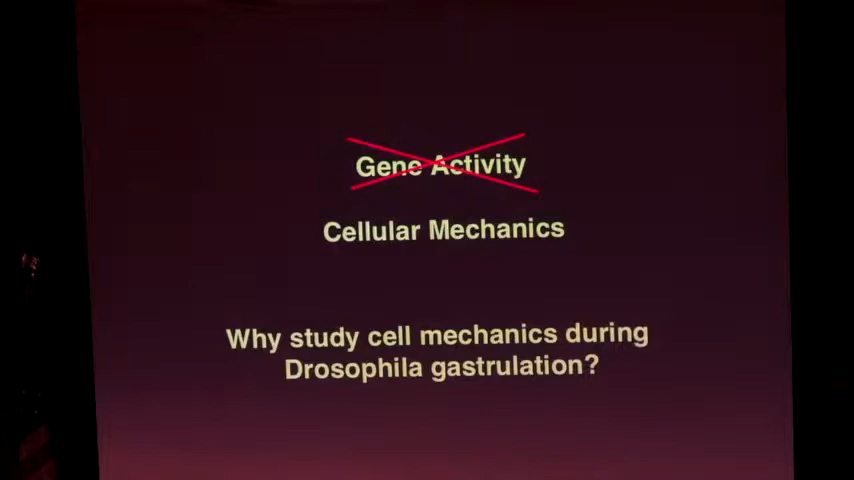 Gene Activity
Cellular Mechanics
Why study cell mechanics during
Drosophila gastrulation?